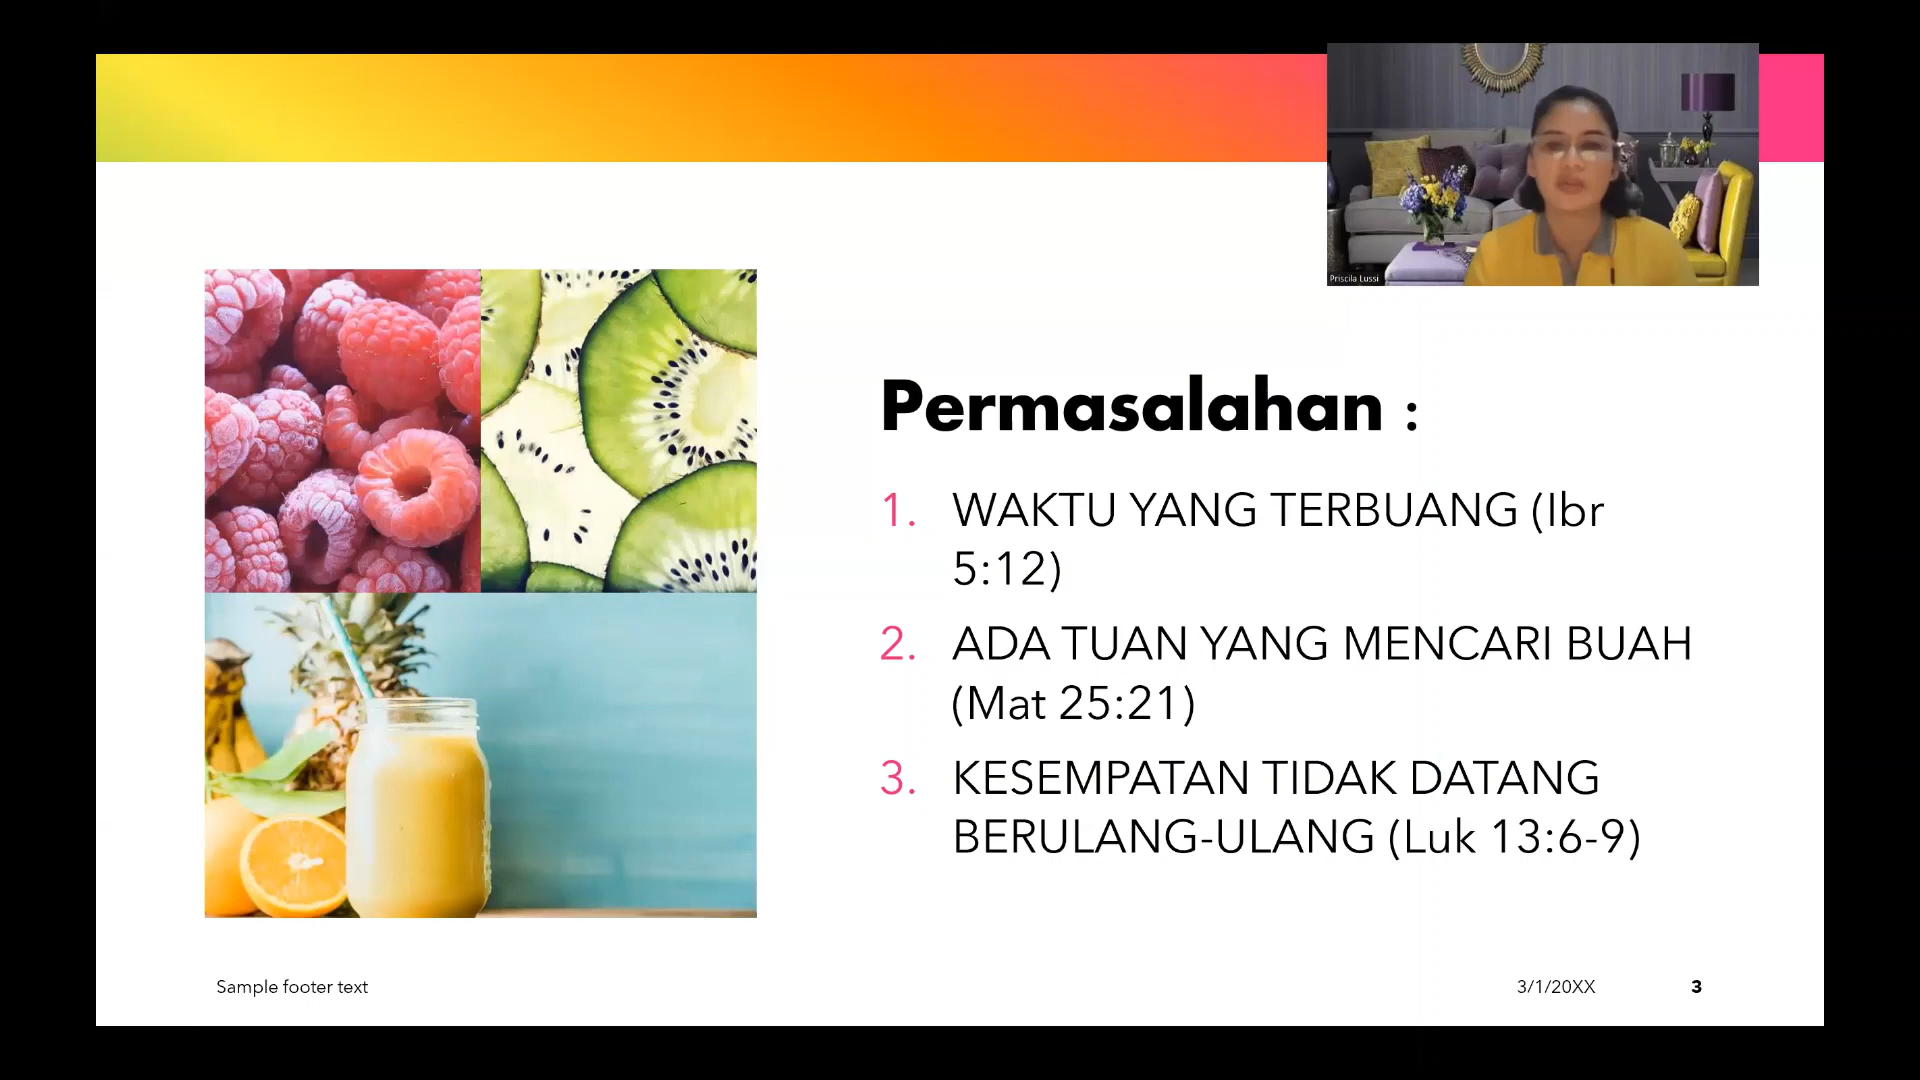 Priscila Lussi
Permasalahan :
1. WAKTU YANG TERBUANG (Ibr
5:12)
2. ADA TUAN YANG MENCARI BUAH
(Mat 25:21)
3. KESEMPATAN TIDAK DATANG
BERULANG-ULANG (Luk 13:6-9)
Sample footer text
3/1/20XX
3